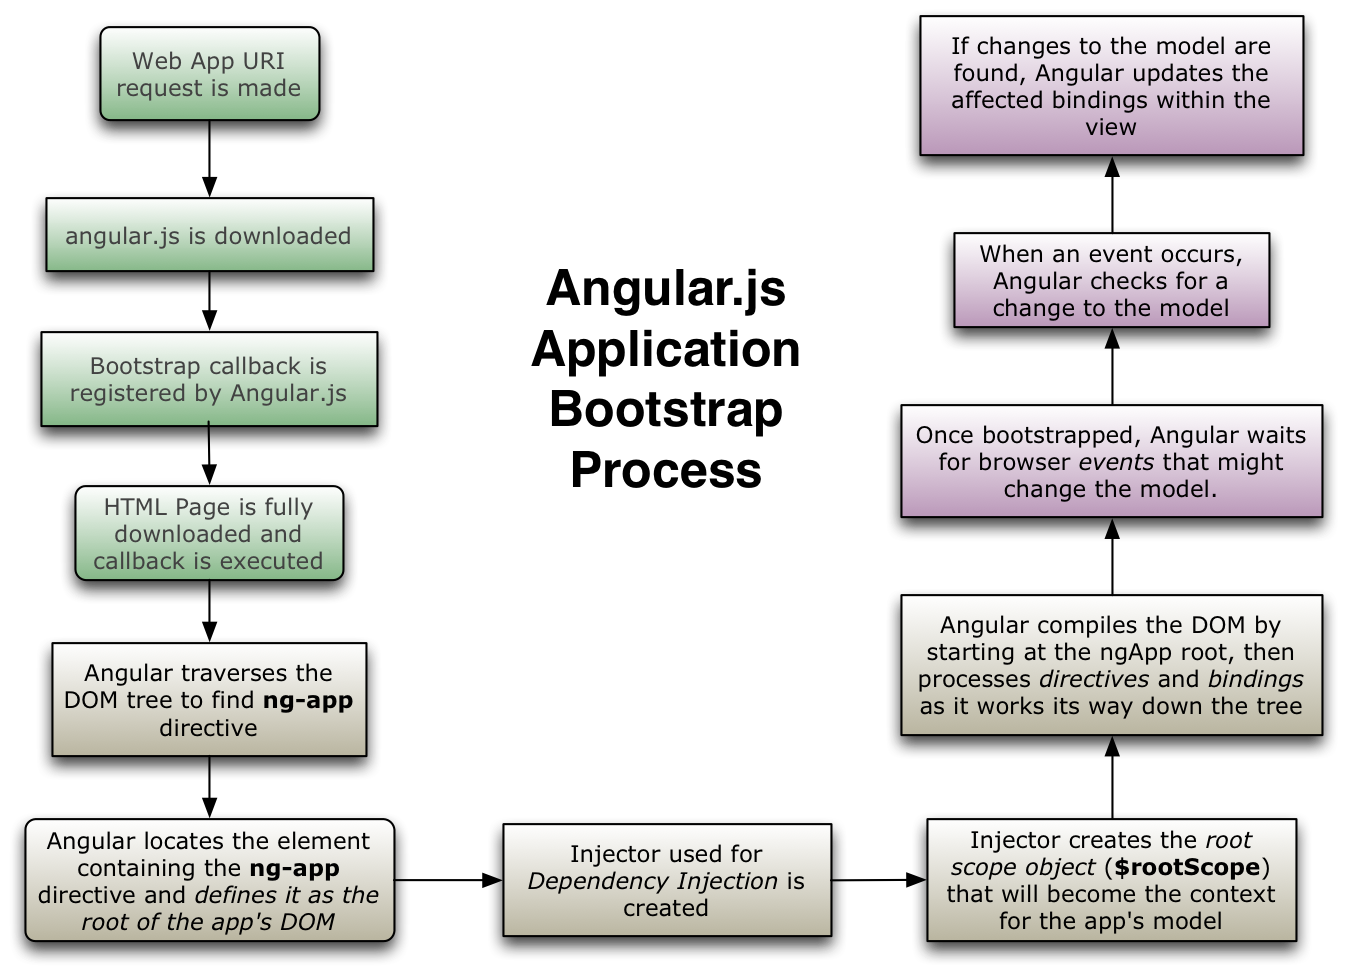 Web App URI
request is made
angular.js is downloaded
Bootstrap callback is
registered by Angular.js
HTML Page is fully
downloaded and
callback is executed
Angular traverses the
DOM tree to find ng-app
directive
Angular locates the element
containing the ng-app
directive and defines it as the
root of the app's DOM
Angular.js
Application
Bootstrap
Process
Injector used for
Dependency Injection is
created
Injector creates the root
scope object ($rootScope)
that will become the context
for the app's model
Angular compiles the DOM by
starting at the ngApp root, then
processes directives and bindings
as it works its way down the tree
Once bootstrapped, Angular waits
for browser events that might
change the model.
When an event occurs,
Angular checks for a
change to the model
If changes to the model are
found, Angular updates the
affected bindings within the
view